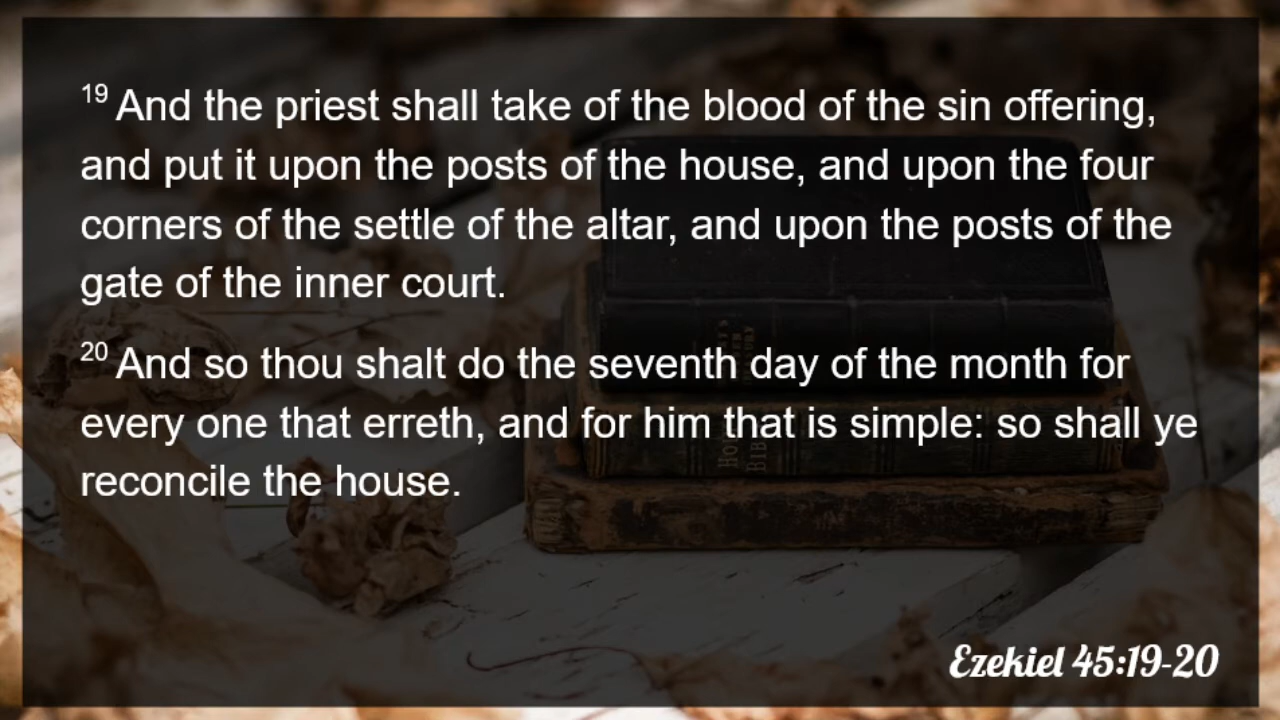 19 And the priest shall take of the blood of the sin offering,
and put it upon the posts of the house, and upon the four
corners of the settle of the altar, and upon the posts of the
gate of the inner court.
20 And so thou shalt do the seventh day of the month for
every one that erreth, and for him that is simple: so shall ye
reconcile the house.
Ezekiel 45:19-20